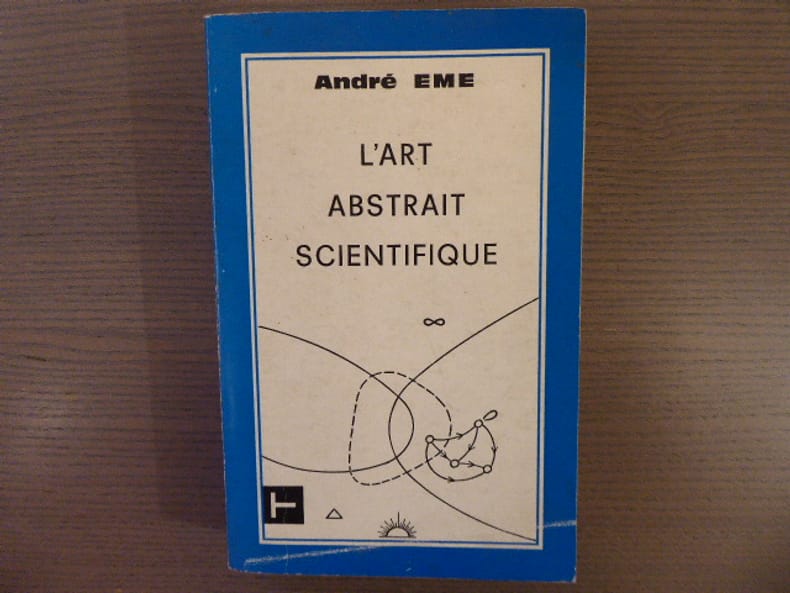 André EME
L'ART
ABSTRAIT
SCIENTIFIQUE
∞
T